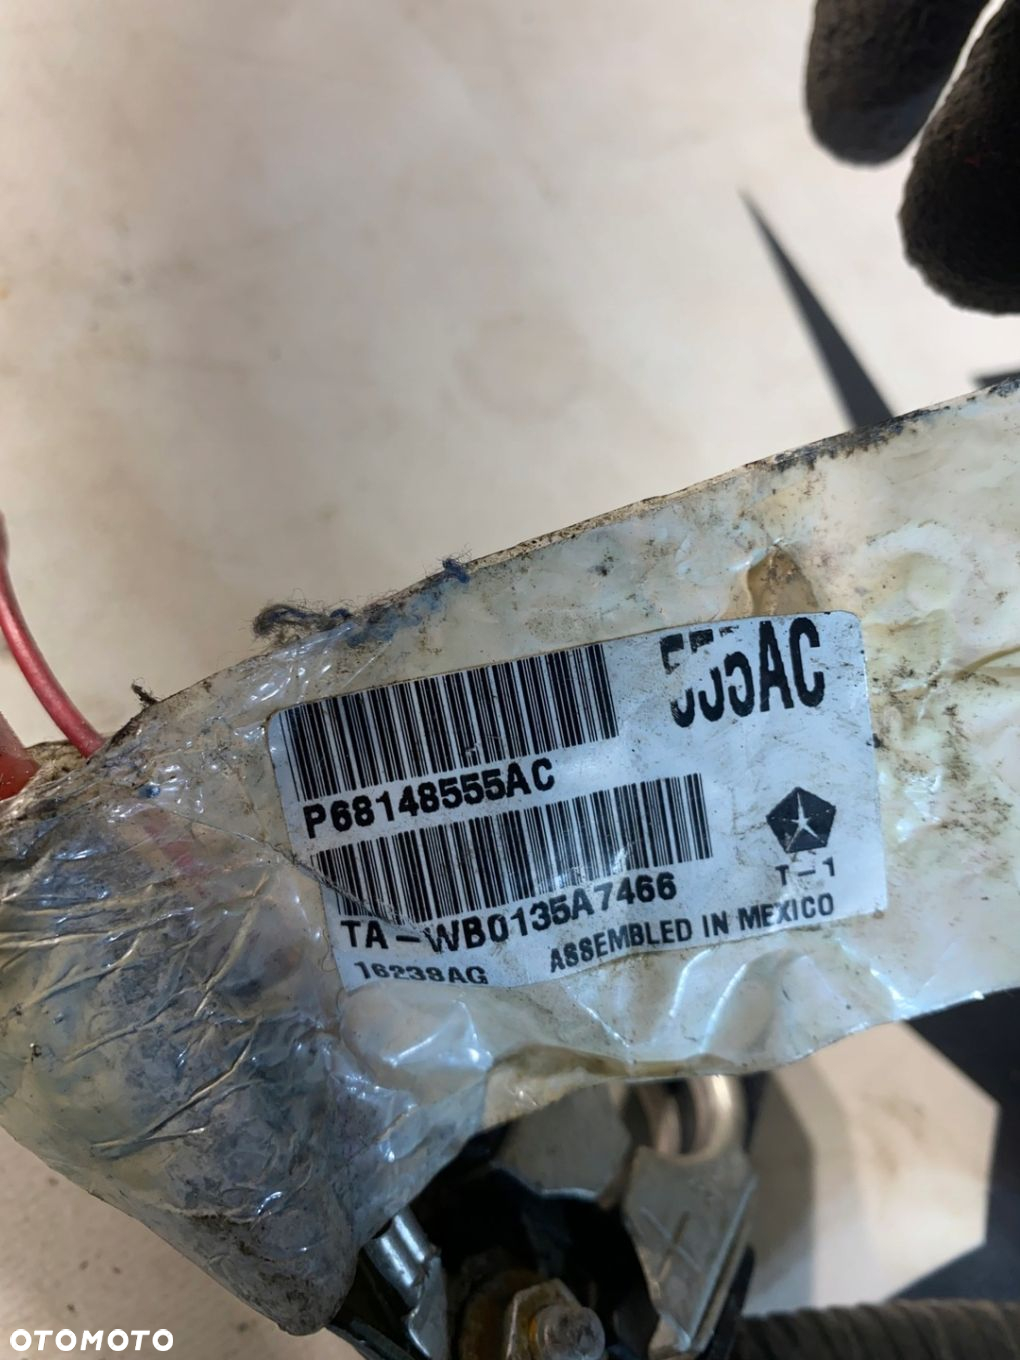 555AC
P68148555AC
TA-WB0135A7466
T-1
16238AG
ASSEMBLED IN MEXICO
OTOMOTO